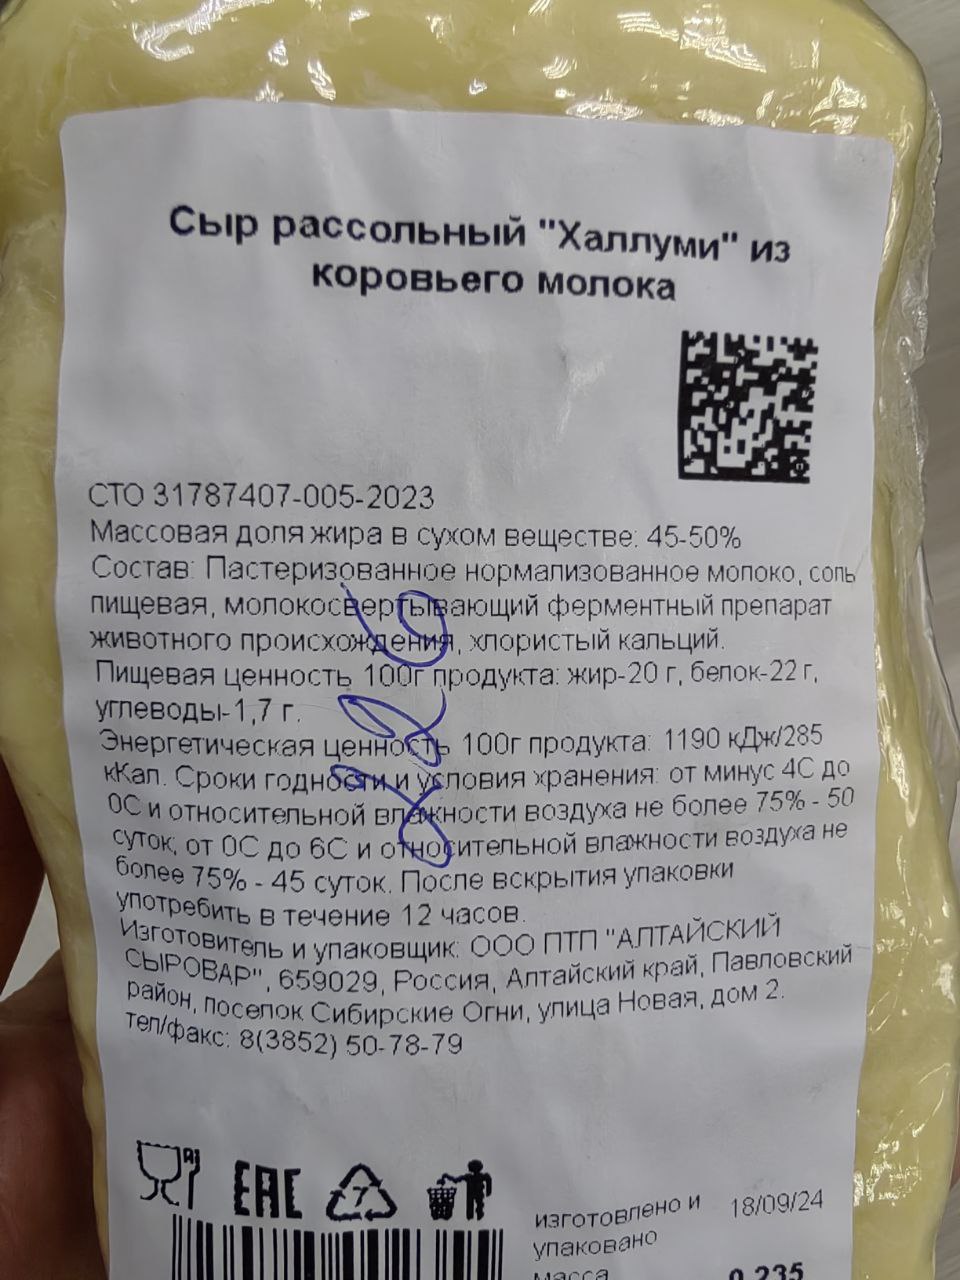 Сыр рассольный "Халлуми" из
коровьего молока
СТО 31787407-005-2023
Массовая доля жира в сухом веществе: 45-50%
Состав: Пастеризованное нормализованное молоко, соль
пищевая, молокосвертывающий ферментный препарат
животного происхождения, хлористый кальций.
Пищевая ценность 100г продукта: жир-20 г, белок-22 г,
углеводы-1,7 г.
Энергетическая ценность 100г продукта: 1190 кДж/285
кКал. Сроки годности и условия хранения: от минус 4С до
0С и относительной влажности воздуха не более 75% - 50
суток, от 0С до 6С и относительной влажности воздуха не
более 75% - 45 суток. После вскрытия упаковки
употребить в течение 12 часов.
Изготовитель и упаковщик: ООО ПТП "АЛТАЙСКИЙ
СЫРОВАР", 659029, Россия, Алтайский край, Павловский
район, поселок Сибирские Огни, улица Новая, дом 2.
тел/факс: 8(3852) 50-78-79
EAC
7
изготовлено и 18/09/24
упаковано
масса 0,235